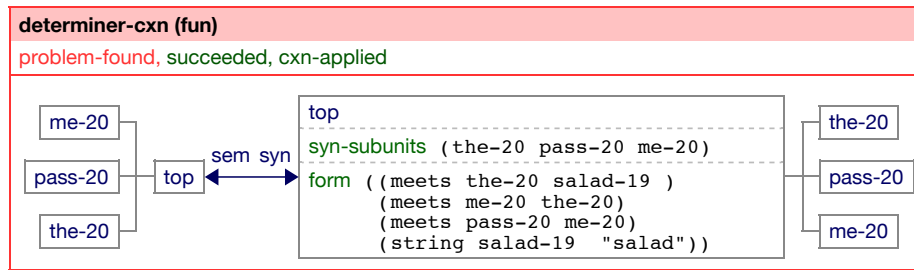 determiner-cxn (fun)
problem-found, succeeded, cxn-applied
me-20
pass-20
the-20
top
sem syn
top
syn-subunits (the-20 pass-20 me-20)
form ((meets the-20 salad-19 )
(meets me-20 the-20)
(meets pass-20 me-20)
(string salad-19 "salad"))
the-20
pass-20
me-20